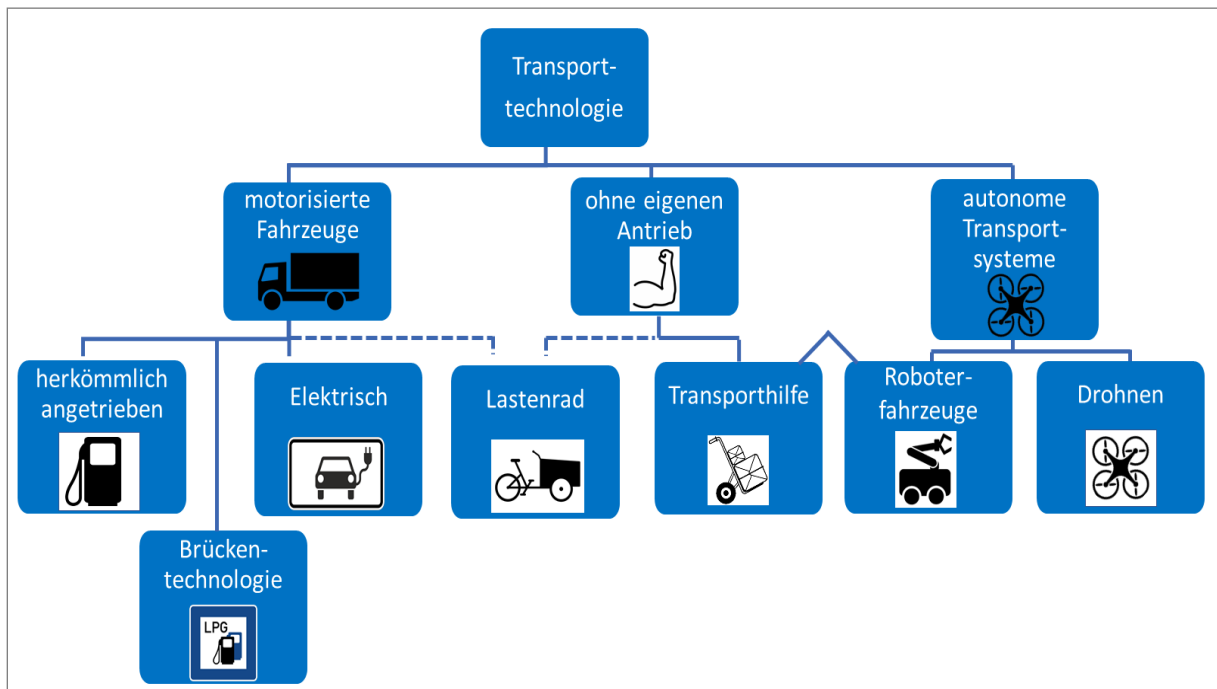 Transport-
technologie
motorisierte
Fahrzeuge
ohne eigenen
Antrieb
autonome
Transport-
systeme
herkömmlich
angetrieben
Elektrisch
Lastenrad
Transporthilfe
Roboter-
fahrzeuge
Drohnen
Brücken-
technologie
LPG